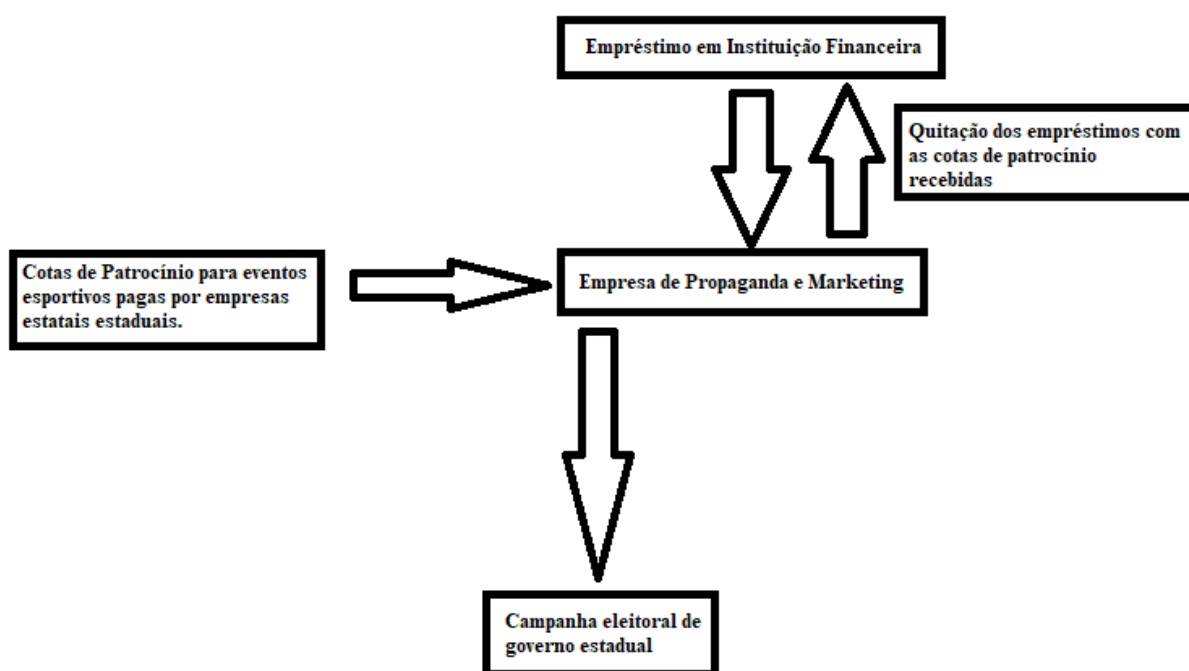 Empréstimo em Instituição Financeira
Quitação dos empréstimos com
as cotas de patrocínio
recebidas
Cotas de Patrocínio para eventos
esportivos pagas por empresas
estatais estaduais.
Empresa de Propaganda e Marketing
Campanha eleitoral de
governo estadual